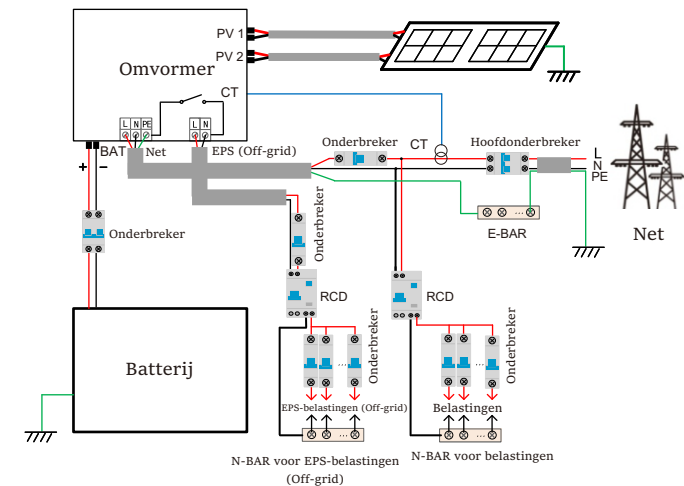 PV 1
PV 2
Omvormer
CT
L N PE
L N
BAT
Net
EPS (Off-grid)
+
−
Onderbreker
CT
Hoofdonderbreker
L
N
PE
Net
E-BAR
Onderbreker
Onderbreker
RCD
RCD
Onderbreker
Onderbreker
Batterij
...
...
...
EPS-belastingen (Off-grid)
Belastingen
...
...
N-BAR voor EPS-belastingen
(Off-grid)
N-BAR voor belastingen